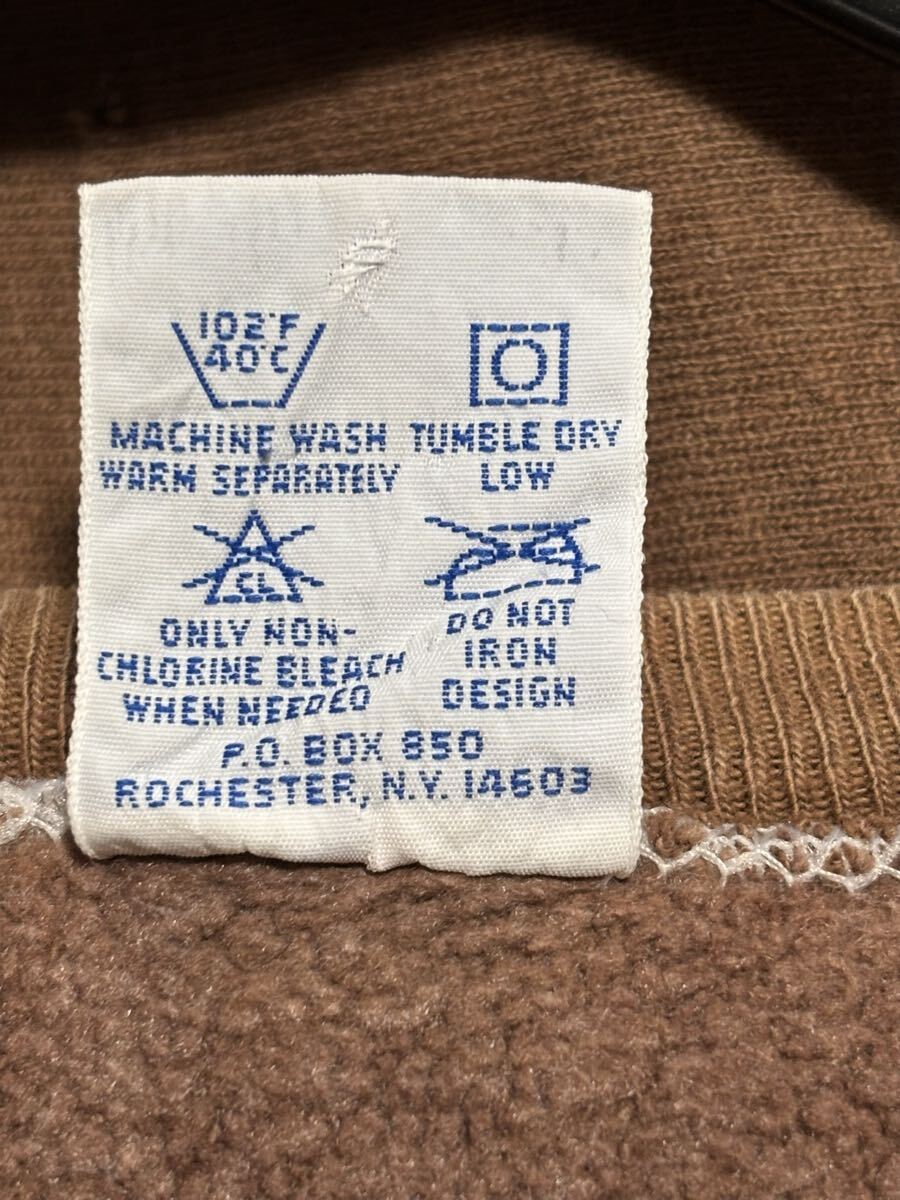 102°F
40°C
MACHINE WASH
WARM SEPARATELY
TUMBLE DRY
LOW
CL
ONLY NON-
CHLORINE BLEACH
WHEN NEEDED
DO NOT
IRON
DESIGN
P.O. BOX 850
ROCHESTER, N.Y. 14603